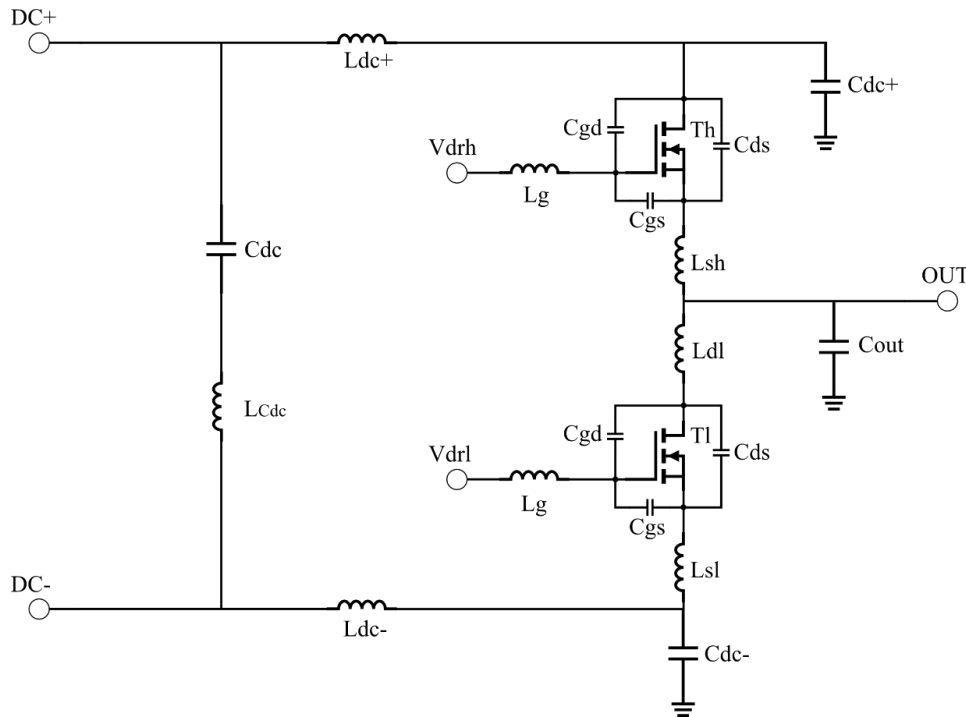 DC+
Ldc+
Cdc+
Cgd
Th
Cds
Vdrh
Lg
Cgs
Cdc
Lsh
OUT
Ldl
Cout
LCdc
Cgd
Tl
Cds
Vdrl
Lg
Cgs
Lsl
DC-
Ldc-
Cdc-